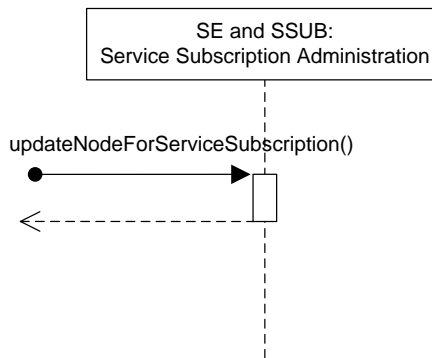 SE and SSUB:
Service Subscription Administration
updateNodeForServiceSubscription()